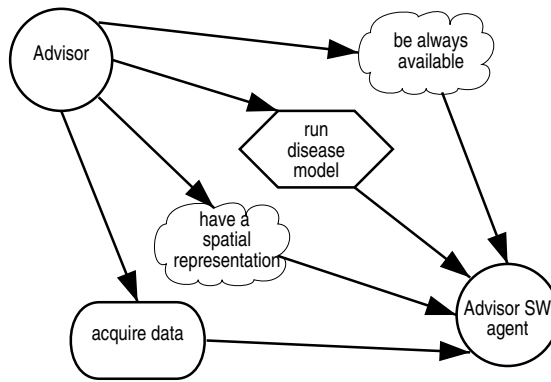 Advisor
be always
available
run
disease
model
have a
spatial
representation
acquire data
Advisor SW
agent